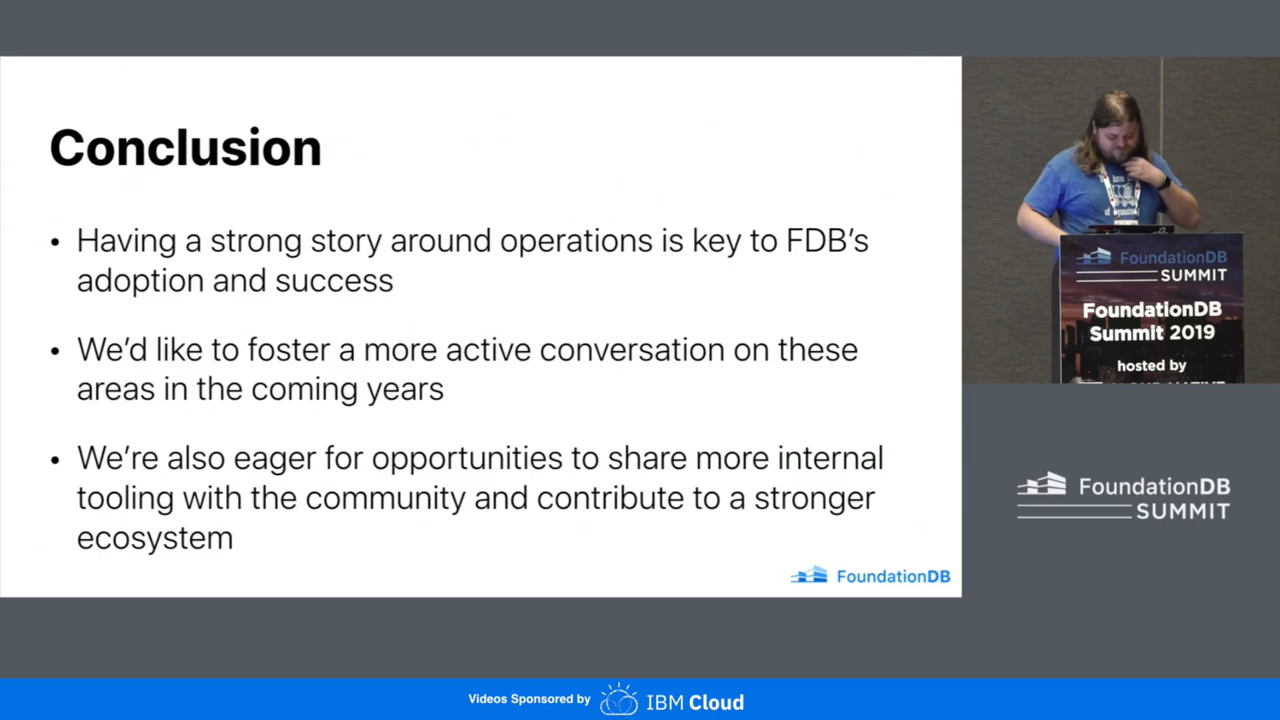 Conclusion
• Having a strong story around operations is key to FDB’s
adoption and success
• We’d like to foster a more active conversation on these
areas in the coming years
• We’re also eager for opportunities to share more internal
tooling with the community and contribute to a stronger
ecosystem
FoundationDB
FoundationDB
SUMMIT
FoundationDB
Summit 2019
hosted by
FoundationDB
SUMMIT
Videos Sponsored by IBM Cloud